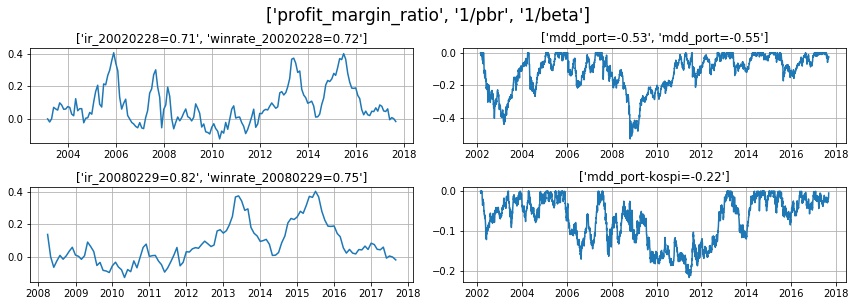 ['profit_margin_ratio', '1/pbr', '1/beta']
['ir_20020228=0.71', 'winrate_20020228=0.72']
0.4
0.2
0.0
2004 2006 2008 2010 2012 2014 2016 2018
['mdd_port=-0.53', 'mdd_port=-0.55']
0.0
−0.2
−0.4
2002 2004 2006 2008 2010 2012 2014 2016 2018
['ir_20080229=0.82', 'winrate_20080229=0.75']
0.4
0.2
0.0
2008 2009 2010 2011 2012 2013 2014 2015 2016 2017 2018
['mdd_port-kospi=-0.22']
0.0
−0.1
−0.2
2002 2004 2006 2008 2010 2012 2014 2016 2018